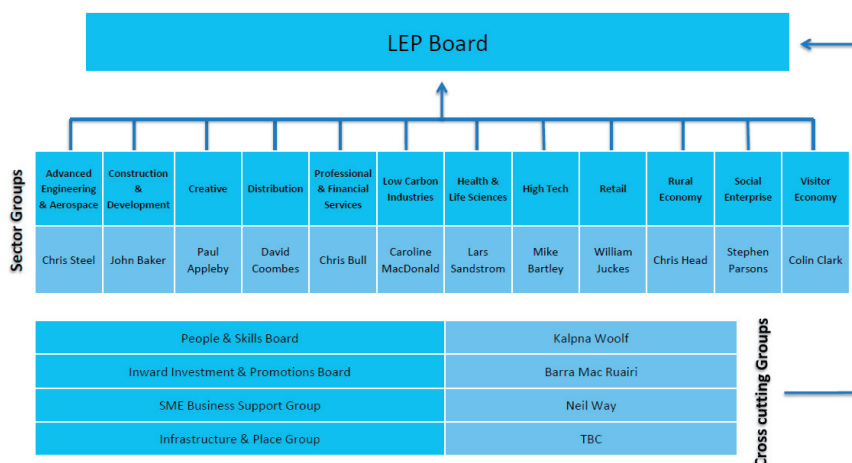 LEP Board
Sector Groups
Advanced
Engineering
& Aerospace
Construction
&
Development
Creative
Distribution
Professional
& Financial
Services
Low Carbon
Industries
Health &
Life Sciences
High Tech
Retail
Rural
Economy
Social
Enterprise
Visitor
Economy
Chris Steel
John Baker
Paul
Appleby
David
Coombes
Chris Bull
Caroline
MacDonald
Lars
Sandstrom
Mike
Bartley
William
Juckes
Chris Head
Stephen
Parsons
Colin Clark
People & Skills Board
Kalpna Woolf
Inward Investment & Promotions Board
Barra Mac Ruairi
SME Business Support Group
Neil Way
Infrastructure & Place Group
TBC
Cross cutting Groups